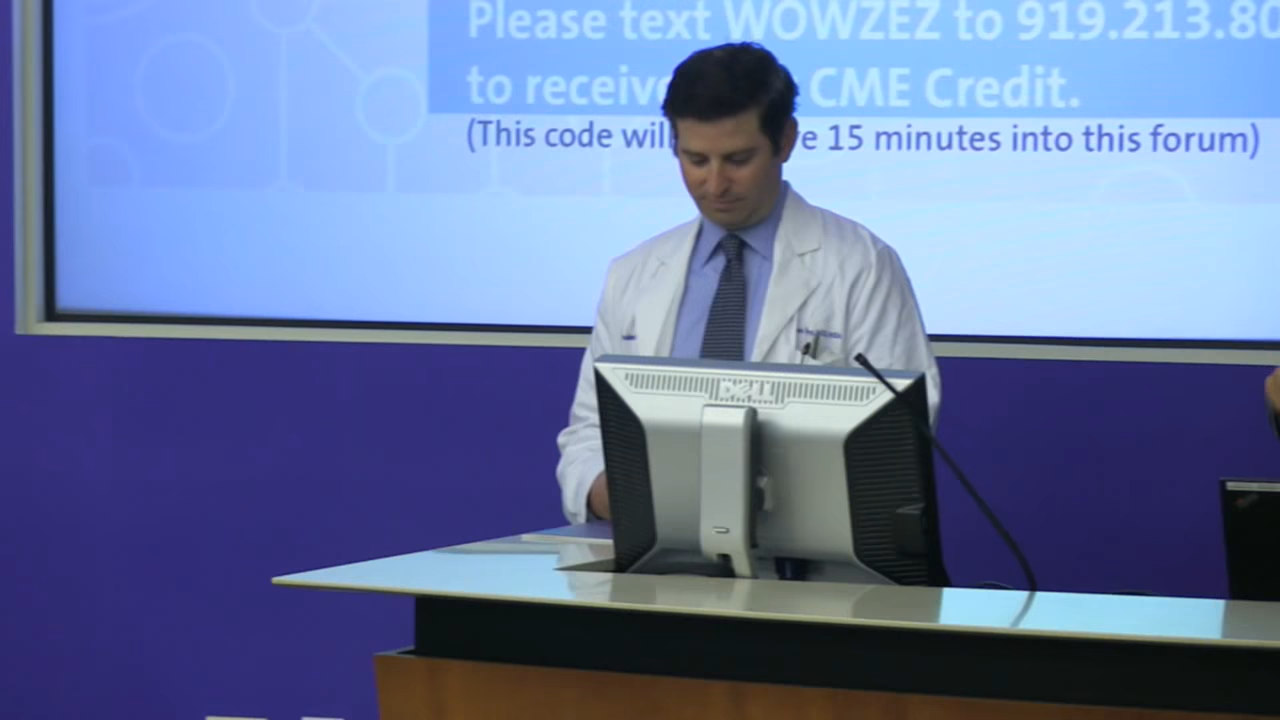 Please text WOWZEZ to 919.213.80
to receiv CME Credit.
(This code wil e 15 minutes into this forum)
DELL